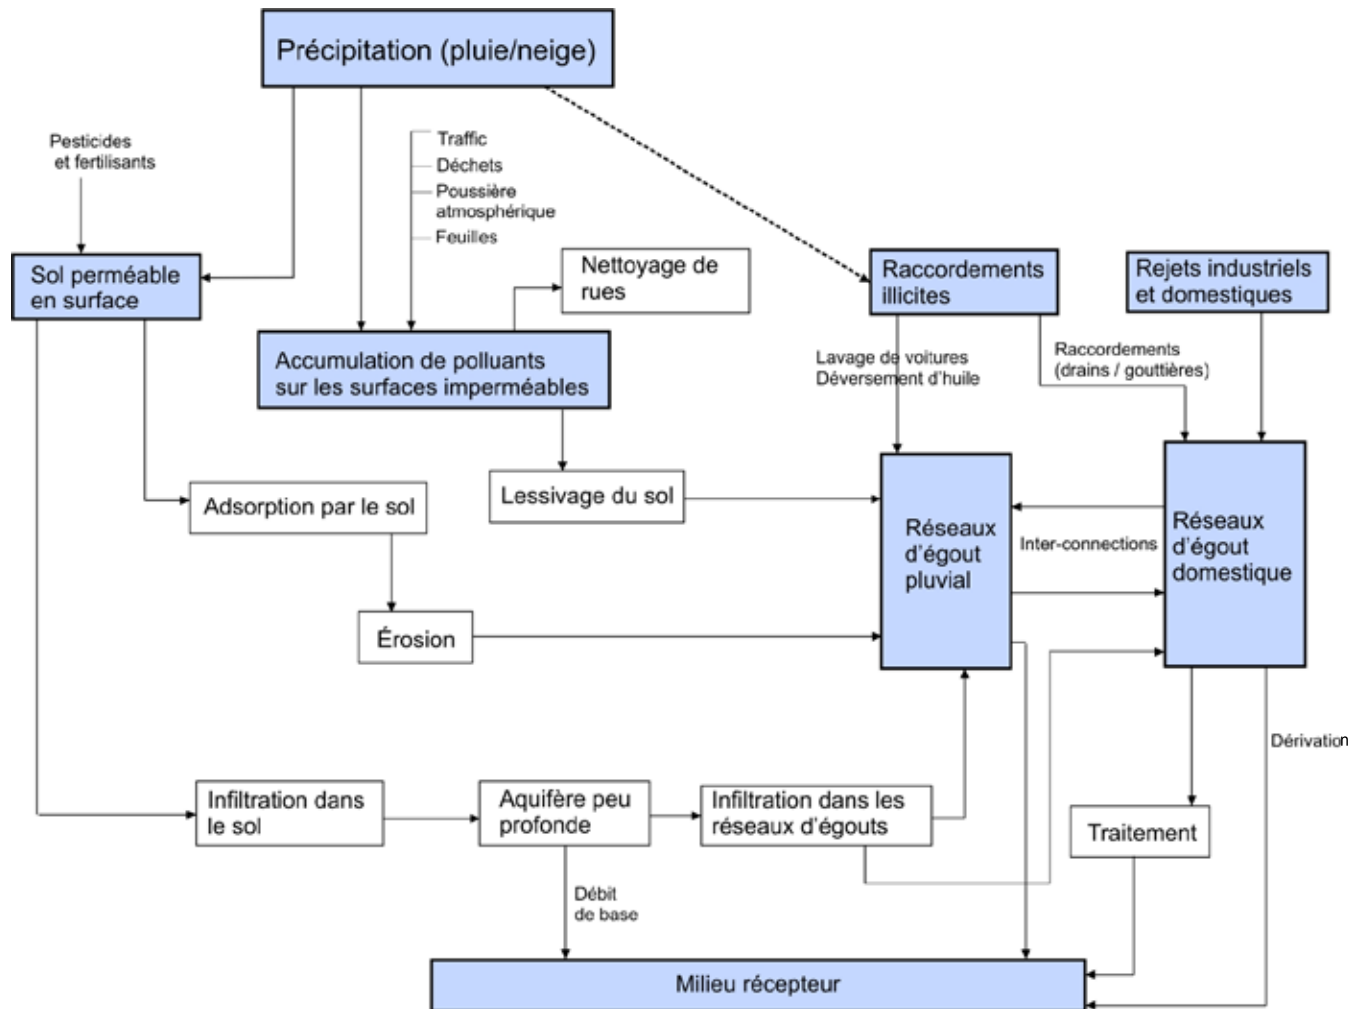 Précipitation (pluie/neige)
Pesticides
et fertilisants
Traffic
Déchets
Poussière
atmosphérique
Feuilles
Sol perméable
en surface
Nettoyage de
rues
Raccordements
illicites
Rejets industriels
et domestiques
Accumulation de polluants
sur les surfaces imperméables
Lavage de voitures
Déversement d'huile
Raccordements
(drains / gouttières)
Adsorption par le sol
Lessivage du sol
Réseaux
d'égout
pluvial
Inter-connections
Réseaux
d'égout
domestique
Érosion
Dérivation
Infiltration dans
le sol
Aquifère peu
profonde
Infiltration dans les
réseaux d'égouts
Traitement
Débit
de base
Milieu récepteur